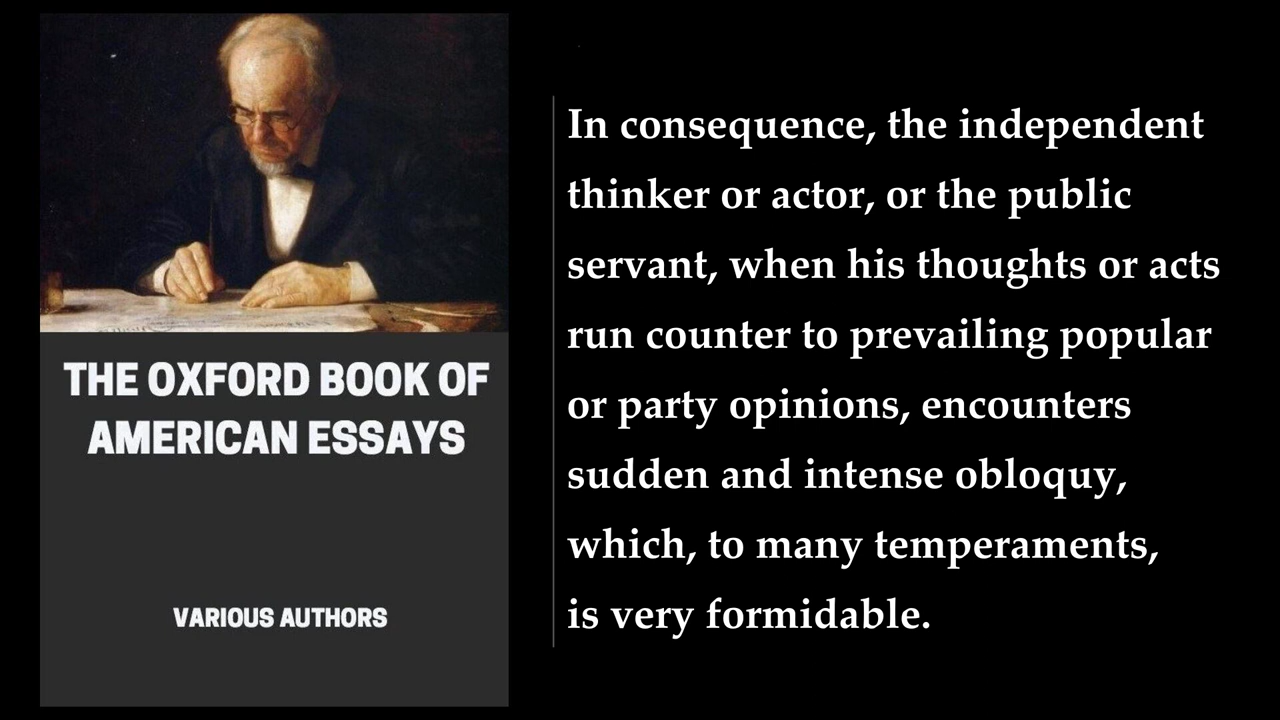 THE OXFORD BOOK OF
AMERICAN ESSAYS
VARIOUS AUTHORS
In consequence, the independent
thinker or actor, or the public
servant, when his thoughts or acts
run counter to prevailing popular
or party opinions, encounters
sudden and intense obloquy,
which, to many temperaments,
is very formidable.